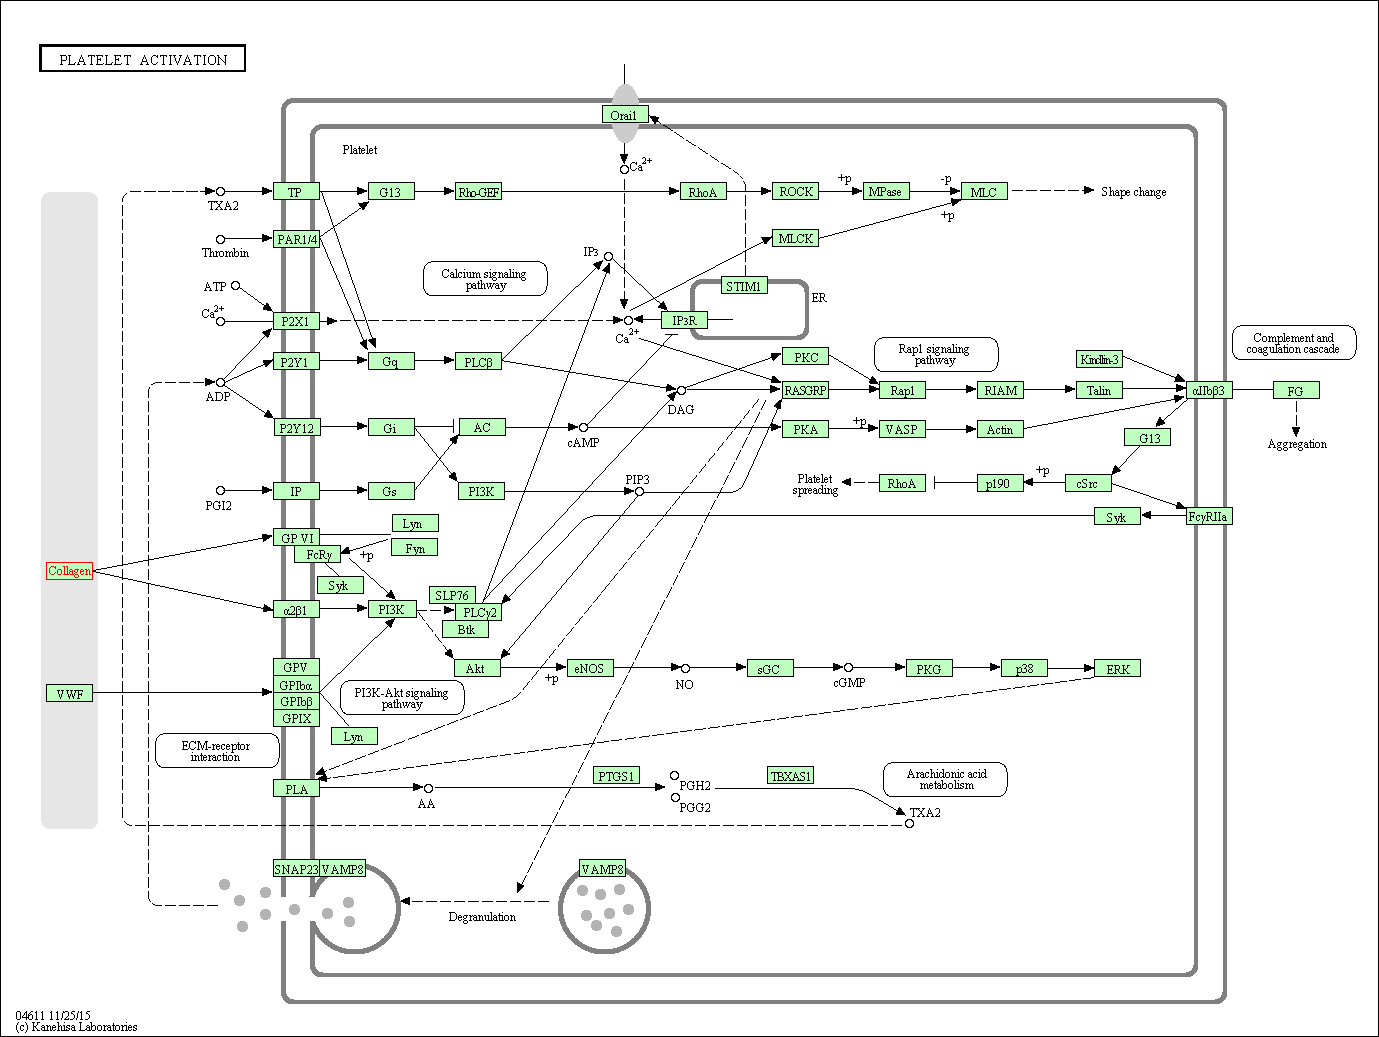 PLATELET ACTIVATION
Orai1
Platelet
Ca2+
TXA2
TP
G13
Rho-GEF
RhoA
ROCK
+p
MPase
-p
MLC
Shape change
+p
Thrombin
PAR1/4
MLCK
IP3
Calcium signaling
pathway
ATP
STIM1
ER
Ca2+
P2X1
Ca2+
IP3R
Complement and
coagulation cascade
P2Y1
Gq
PLCβ
PKC
Rap1 signaling
pathway
Kindlin-3
ADP
DAG
RASGRP
Rap1
RIAM
Talin
αIIbβ3
FG
P2Y12
Gi
AC
cAMP
PKA
+p
VASP
Actin
G13
Aggregation
PGI2
IP
Gs
PI3K
PIP3
Platelet
spreading
RhoA
p190
+p
cSrc
Syk
FcγRIIa
Lyn
GP VI
Fyn
FcRγ
+p
Collagen
Syk
α2β1
PI3K
SLP76
PLCγ2
Btk
GPV
GPIbα
GPIbβ
GPIX
VWF
Akt
+p
eNOS
NO
sGC
cGMP
PKG
p38
ERK
PI3K-Akt signaling
pathway
Lyn
ECM-receptor
interaction
PLA
AA
PTGS1
PGH2
PGG2
TBXAS1
Arachidonic acid
metabolism
TXA2
SNAP23
VAMP8
VAMP8
Degranulation
04611 11/25/15
(c) Kanehisa Laboratories